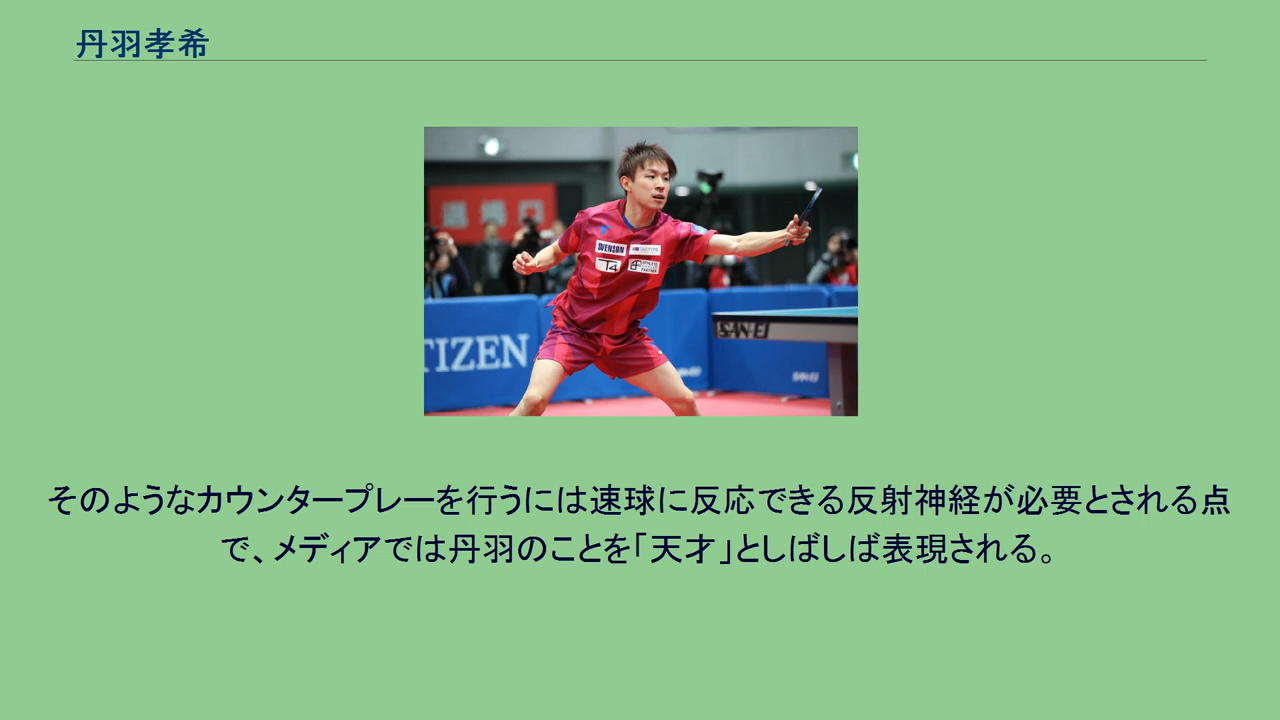 丹羽孝希
SVENSON
T4
TIZEN
SAN-EI
そのようなカウンタープレーを行うには速球に反応できる反射神経が必要とされる点
で、メディアでは丹羽のことを「天才」としばしば表現される。